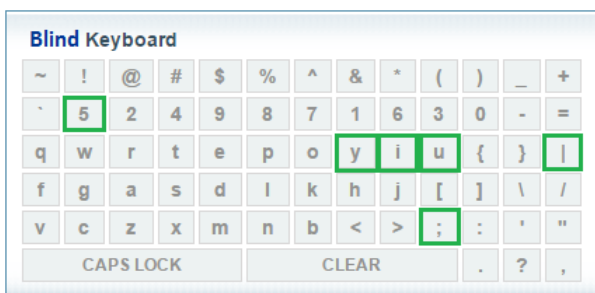 Blind Keyboard
~ ! @ # $ % ^ & * ( ) _ +
` 5 2 4 9 8 7 1 6 3 0 - =
q w r t e p o y i u { } |
f g a s d l k h j [ ] \ /
v c z x m n b < > ; : ' "
CAPS LOCK CLEAR . ? ,